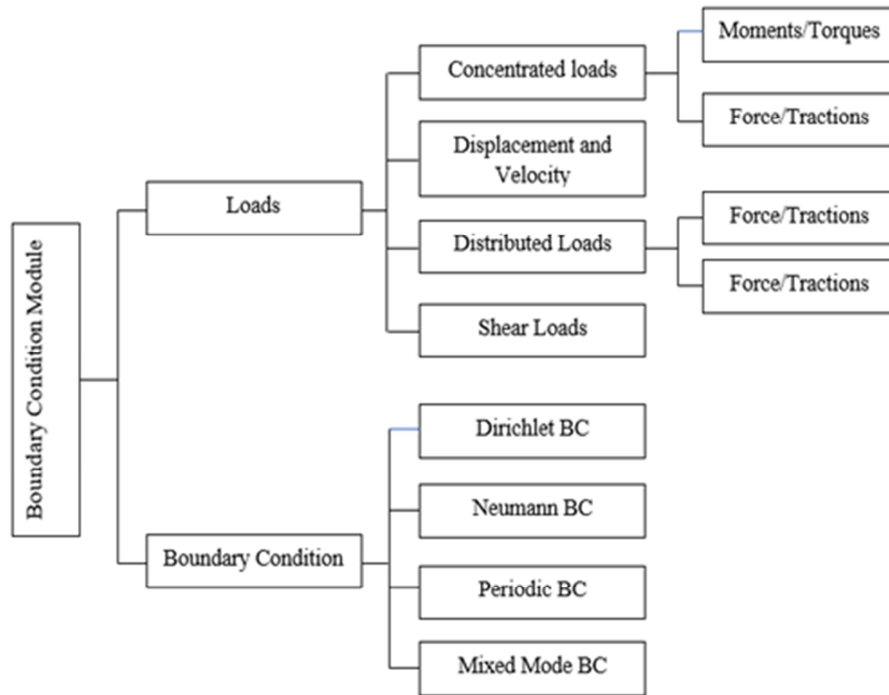 Boundary Condition Module
Loads
Concentrated loads
Moments/Torques
Force/Tractions
Displacement and
Velocity
Distributed Loads
Force/Tractions
Force/Tractions
Shear Loads
Boundary Condition
Dirichlet BC
Neumann BC
Periodic BC
Mixed Mode BC